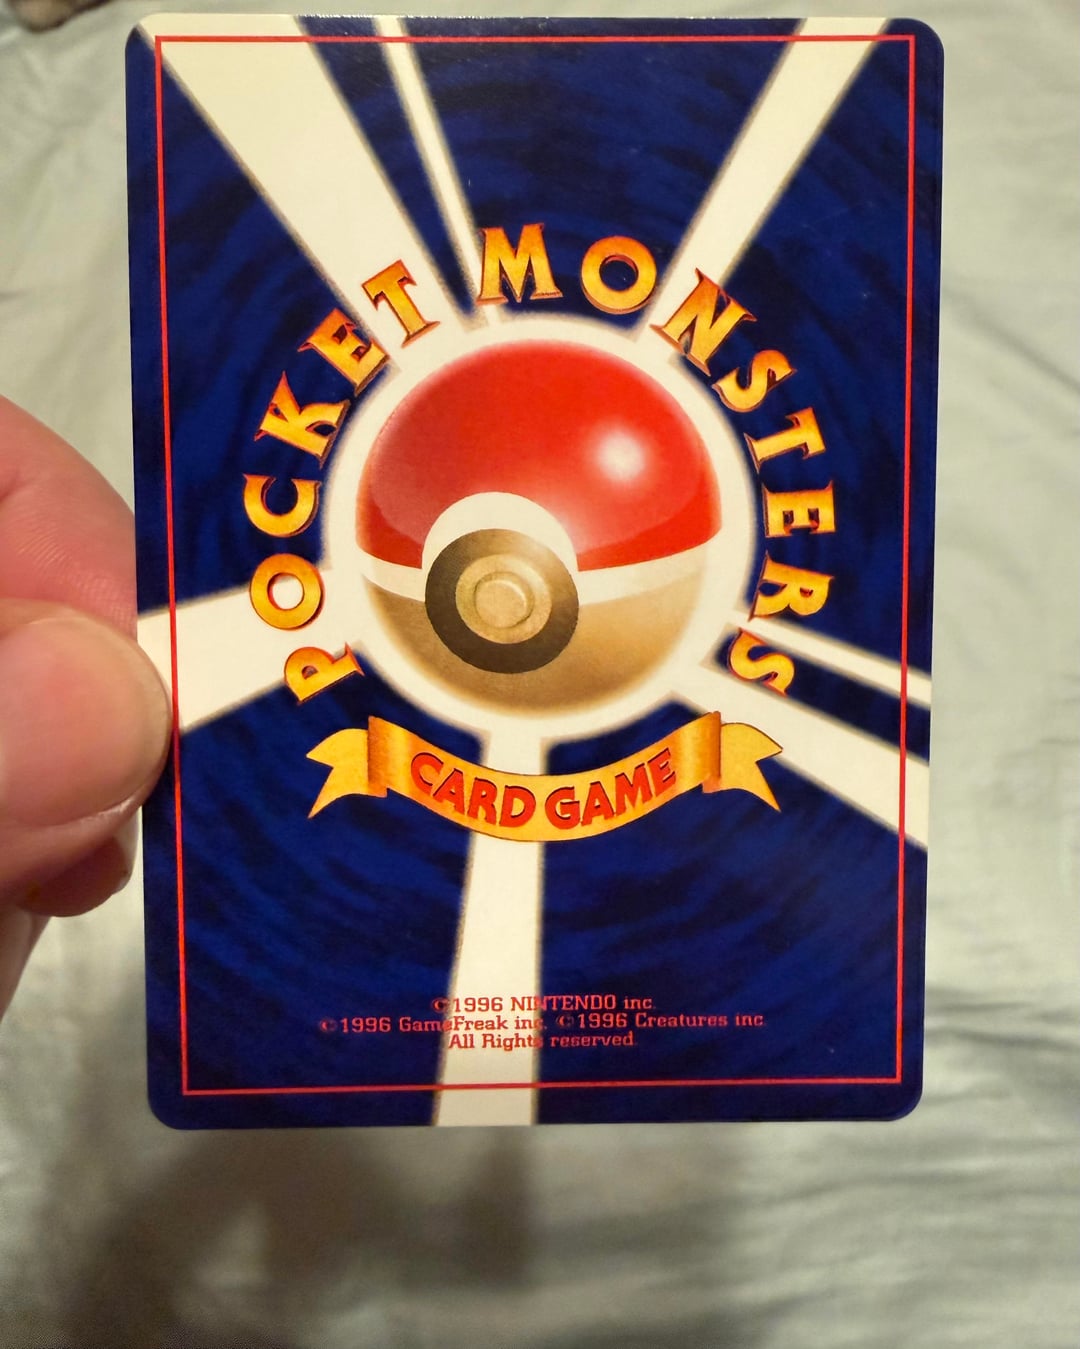 POCKET MONSTERS
CARD GAME
©1996 NINTENDO inc.
©1996 GameFreak inc. ©1996 Creatures inc.
All Rights reserved.